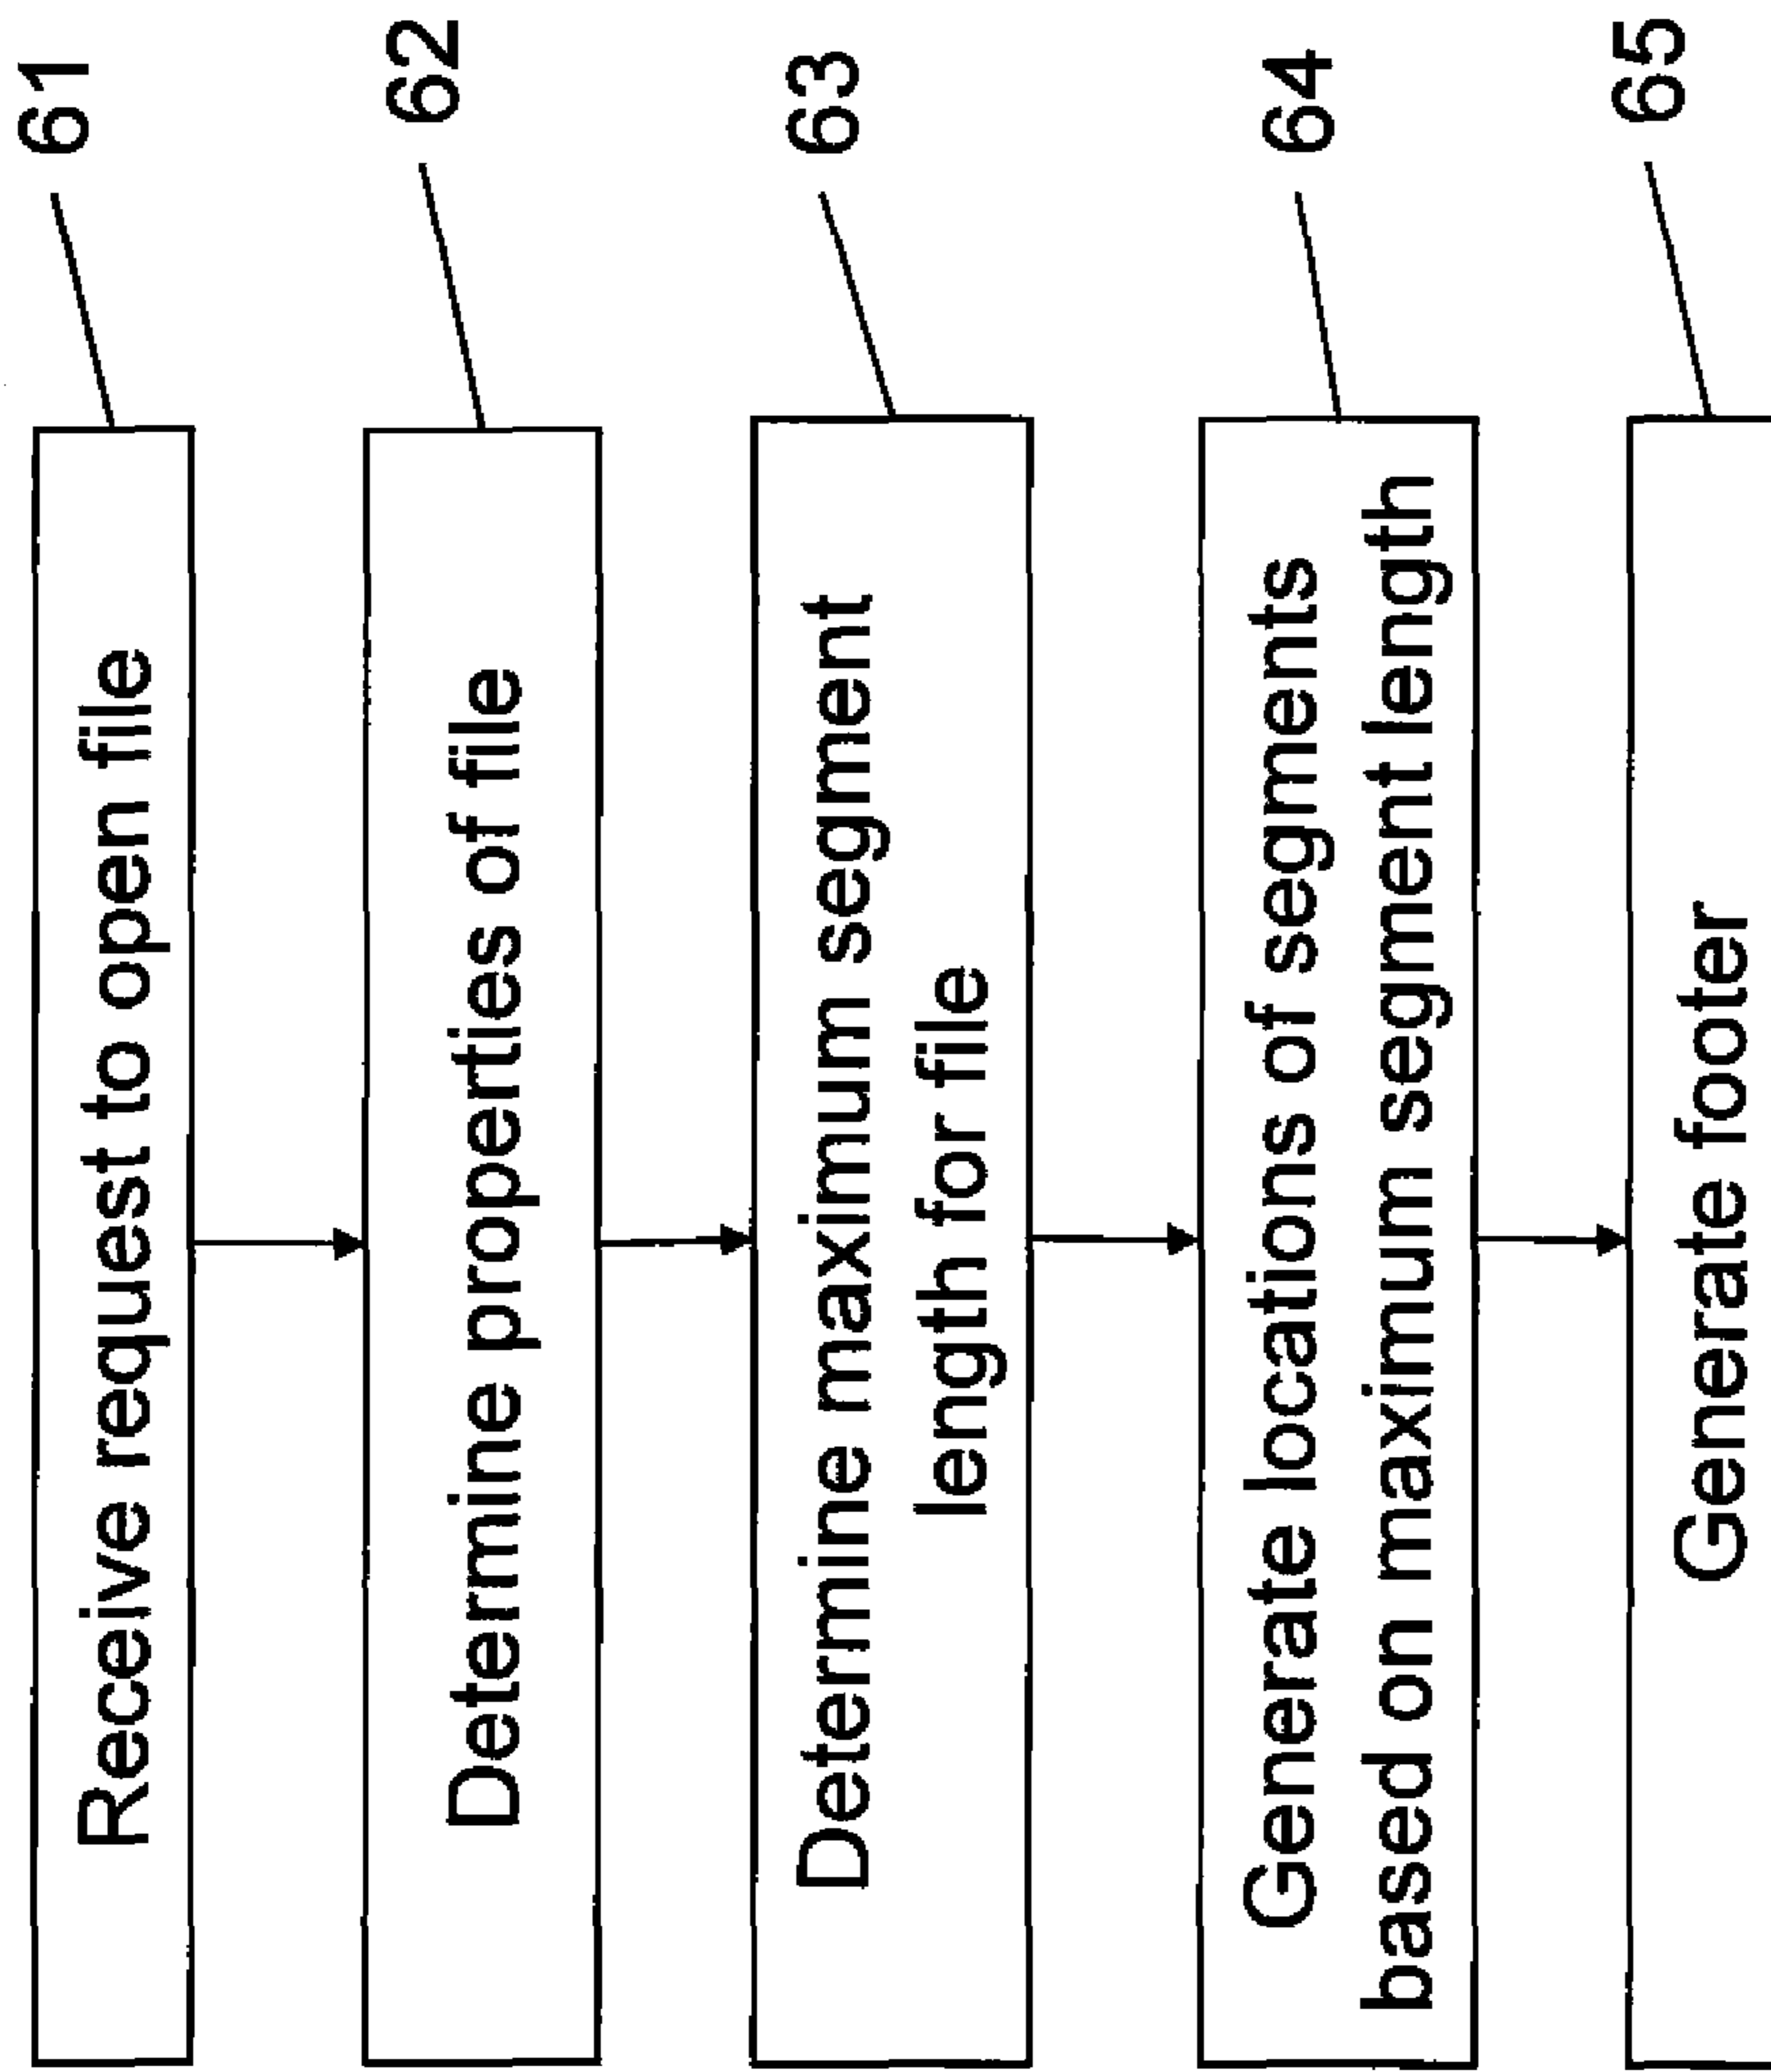 Receive request to open file
61
Determine properties of file
62
Determine maximum segment
length for file
63
Generate locations of segments
based on maximum segment length
64
Generate footer
65